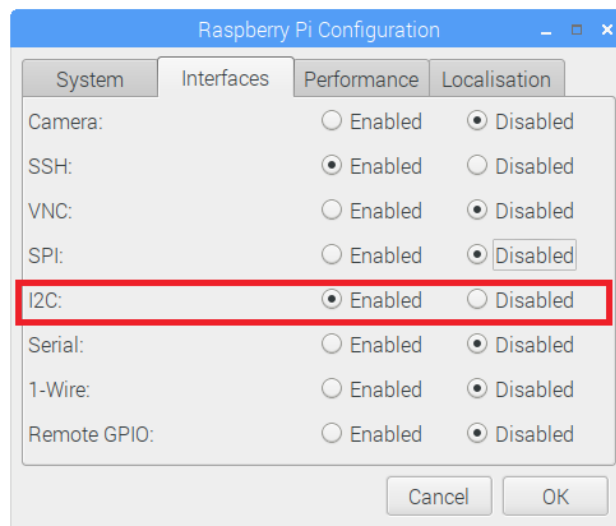 Raspberry Pi Configuration
System Interfaces Performance Localisation
Camera: Enabled Disabled
SSH: Enabled Disabled
VNC: Enabled Disabled
SPI: Enabled Disabled
I2C: Enabled Disabled
Serial: Enabled Disabled
1-Wire: Enabled Disabled
Remote GPIO: Enabled Disabled
Cancel OK